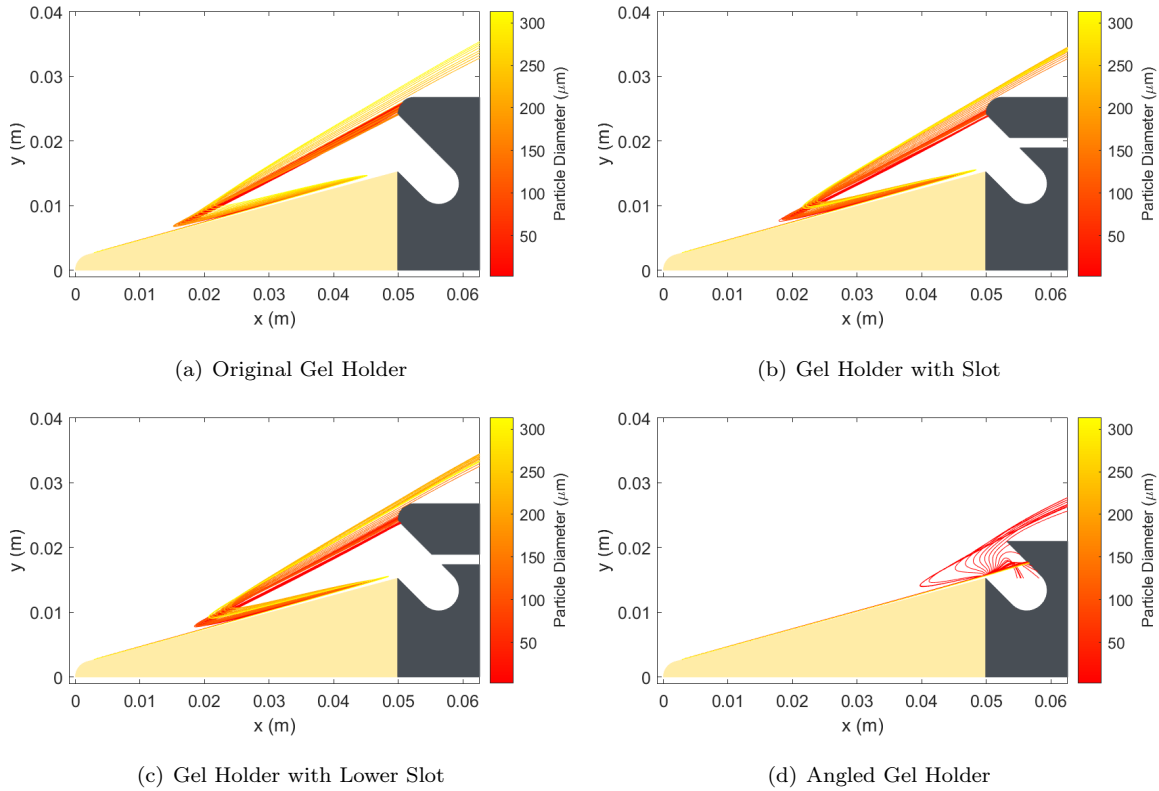 0.04
0.03
0.02
0.01
0
y (m)
0 0.01 0.02 0.03 0.04 0.05 0.06
x (m)
300
250
200
150
100
50
Particle Diameter (μm)
(a) Original Gel Holder
0.04
0.03
0.02
0.01
0
y (m)
0 0.01 0.02 0.03 0.04 0.05 0.06
x (m)
300
250
200
150
100
50
Particle Diameter (μm)
(b) Gel Holder with Slot
0.04
0.03
0.02
0.01
0
y (m)
0 0.01 0.02 0.03 0.04 0.05 0.06
x (m)
300
250
200
150
100
50
Particle Diameter (μm)
(c) Gel Holder with Lower Slot
0.04
0.03
0.02
0.01
0
y (m)
0 0.01 0.02 0.03 0.04 0.05 0.06
x (m)
300
250
200
150
100
50
Particle Diameter (μm)
(d) Angled Gel Holder